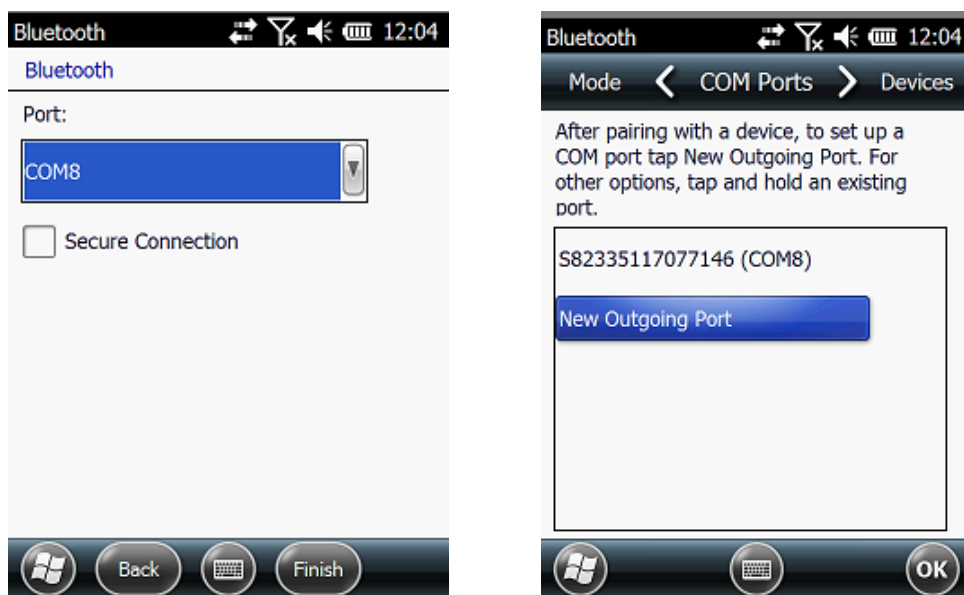 Bluetooth 12:04
Bluetooth
Port:
COM8
Secure Connection
Back Finish
Bluetooth 12:04
Mode COM Ports Devices
After pairing with a device, to set up a
COM port tap New Outgoing Port. For
other options, tap and hold an existing
port.
S82335117077146 (COM8)
New Outgoing Port
OK